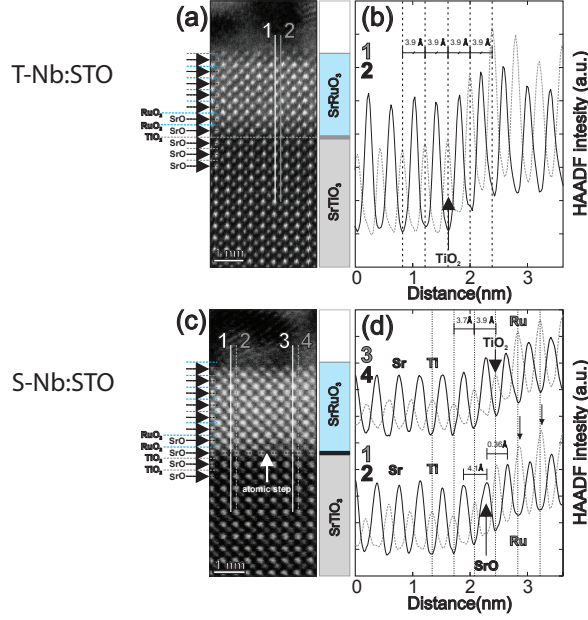 T-Nb:STO
(a)
1 2
RuO₂
SrO
RuO₂
SrO
TiO₂
SrO
SrO
SrO
1 nm
SrRuO₃
SrTiO₃
(b)
1
2
3.9 Å 3.9 Å 3.9 Å 3.9 Å
TiO₂
0 1 2 3
Distance(nm)
HAADF intesity (a.u.)
S-Nb:STO
(c)
1 2 3 4
RuO₂
SrO
RuO₂
SrO
TiO₂
SrO
TiO₂
SrO
atomic step
1 nm
SrRuO₃
SrTiO₃
(d)
3.7 Å 3.9 Å
Ru
TiO₂
3
4
Sr Ti
0.36Å
1
2
Sr Ti
4.1Å
Ru
SrO
0 1 2 3
Distance(nm)
HAADF intesity (a.u.)